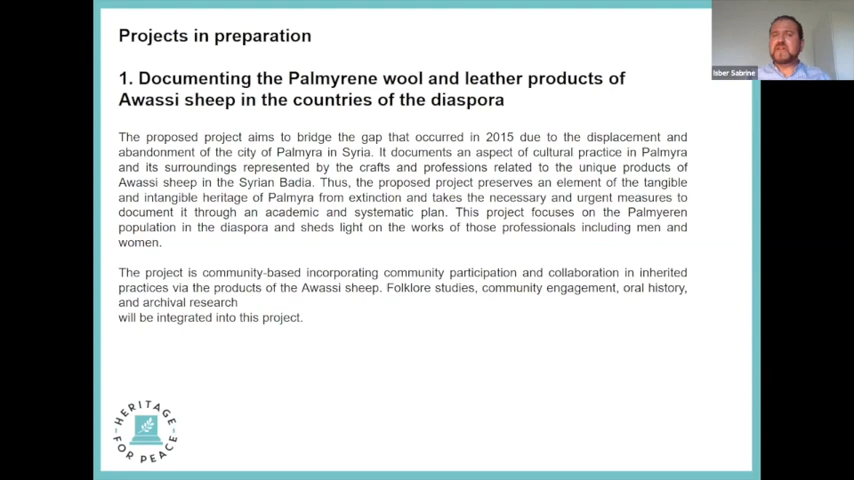 Projects in preparation
Isber Sabrine
1. Documenting the Palmyrene wool and leather products of
Awassi sheep in the countries of the diaspora
The proposed project aims to bridge the gap that occurred in 2015 due to the displacement and
abandonment of the city of Palmyra in Syria. It documents an aspect of cultural practice in Palmyra
and its surroundings represented by the crafts and professions related to the unique products of
Awassi sheep in the Syrian Badia. Thus, the proposed project preserves an element of the tangible
and intangible heritage of Palmyra from extinction and takes the necessary and urgent measures to
document it through an academic and systematic plan. This project focuses on the Palmyeren
population in the diaspora and sheds light on the works of those professionals including men and
women.
The project is community-based incorporating community participation and collaboration in inherited
practices via the products of the Awassi sheep. Folklore studies, community engagement, oral history,
and archival research
will be integrated into this project.
HERITAGE
FOR PEACE